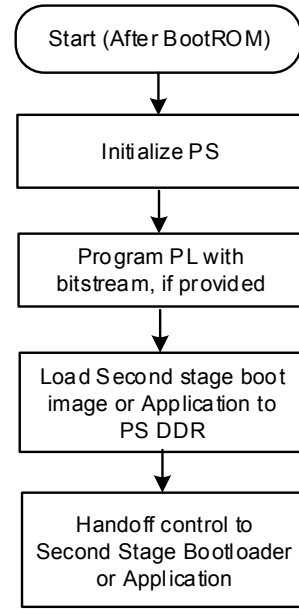 Start (After BootROM)
Initialize PS
Program PL with
bitstream, if provided
Load Second stage boot
image or Application to
PS DDR
Handoff control to
Second Stage Bootloader
or Application